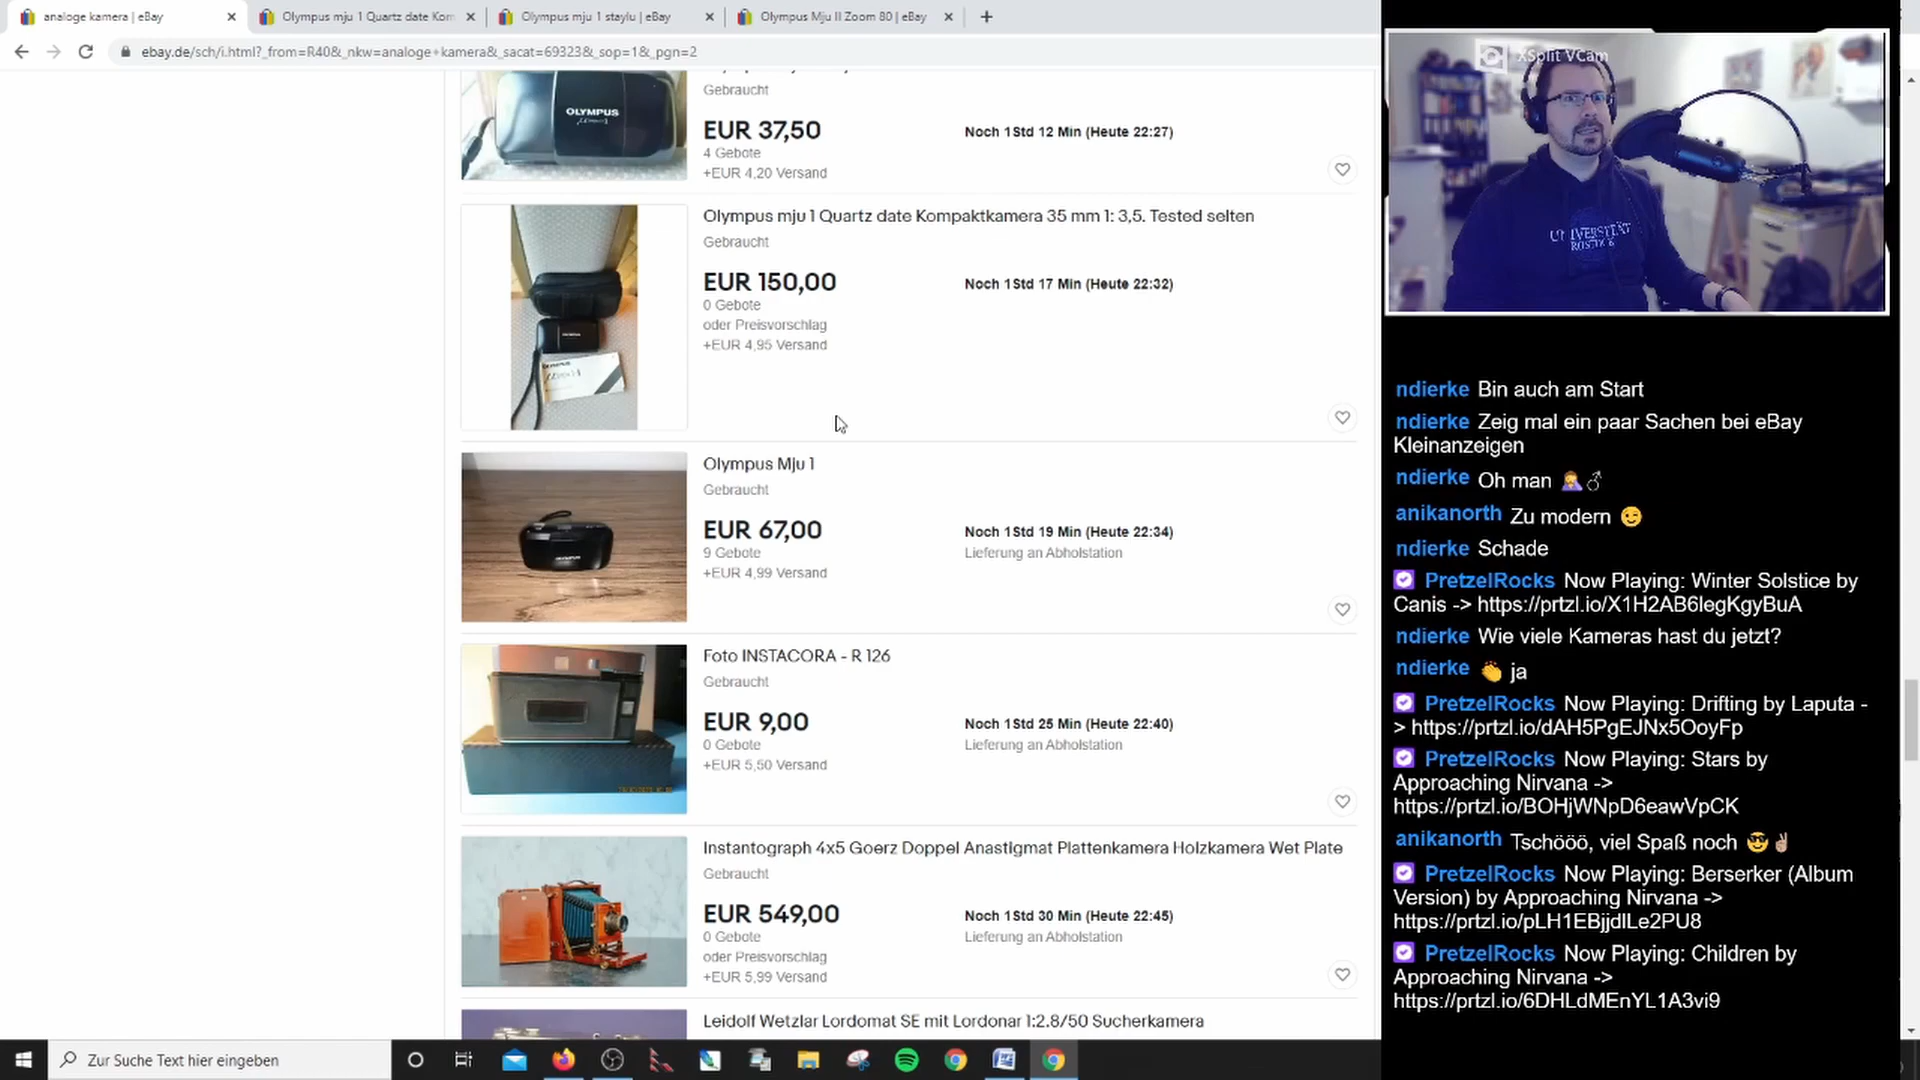 analoge kamera | eBay
Olympus mju 1 Quartz date Kom
Olympus mju 1 staylu | eBay
Olympus Mju II Zoom 80 | eBay
ebay.de/sch/i.html?_from=R40&_nkw=analoge+kamera&_sacat=69323&_sop=1&_pgn=2
OLYMPUS
Gebraucht
EUR 37,50
Noch 1Std 12 Min (Heute 22:27)
4 Gebote
+EUR 4,20 Versand
Olympus mju 1 Quartz date Kompaktkamera 35 mm 1: 3,5. Tested selten
Gebraucht
EUR 150,00
Noch 1Std 17 Min (Heute 22:32)
0 Gebote
oder Preisvorschlag
+EUR 4,95 Versand
Olympus Mju 1
Gebraucht
EUR 67,00
Noch 1Std 19 Min (Heute 22:34)
9 Gebote
Lieferung an Abholstation
+EUR 4,99 Versand
Foto INSTACORA - R 126
Gebraucht
EUR 9,00
Noch 1Std 25 Min (Heute 22:40)
0 Gebote
Lieferung an Abholstation
+EUR 5,50 Versand
Instantograph 4x5 Goerz Doppel Anastigmat Plattenkamera Holzkamera Wet Plate
Gebraucht
EUR 549,00
Noch 1Std 30 Min (Heute 22:45)
0 Gebote
Lieferung an Abholstation
oder Preisvorschlag
+EUR 5,99 Versand
Leidolf Wetzlar Lordomat SE mit Lordonar 1:2.8/50 Sucherkamera
Zur Suche Text hier eingeben
XSplit VCam
UNIVERSITÄT
ROSTOCK
ndierke Bin auch am Start
ndierke Zeig mal ein paar Sachen bei eBay
Kleinanzeigen
ndierke Oh man 🤦‍♀️♂
anikanorth Zu modern 😉
ndierke Schade
PretzelRocks Now Playing: Winter Solstice by
Canis -> https://prtzl.io/X1H2AB6legKgyBuA
ndierke Wie viele Kameras hast du jetzt?
ndierke 👏 ja
PretzelRocks Now Playing: Drifting by Laputa -
> https://prtzl.io/dAH5PgEJNx5OoyFp
PretzelRocks Now Playing: Stars by
Approaching Nirvana ->
https://prtzl.io/BOHjWNpD6eawVpCK
anikanorth Tschööö, viel Spaß noch 😎✌🏼
PretzelRocks Now Playing: Berserker (Album
Version) by Approaching Nirvana ->
https://prtzl.io/pLH1EBjjdlLe2PU8
PretzelRocks Now Playing: Children by
Approaching Nirvana ->
https://prtzl.io/6DHLdMEnYL1A3vi9